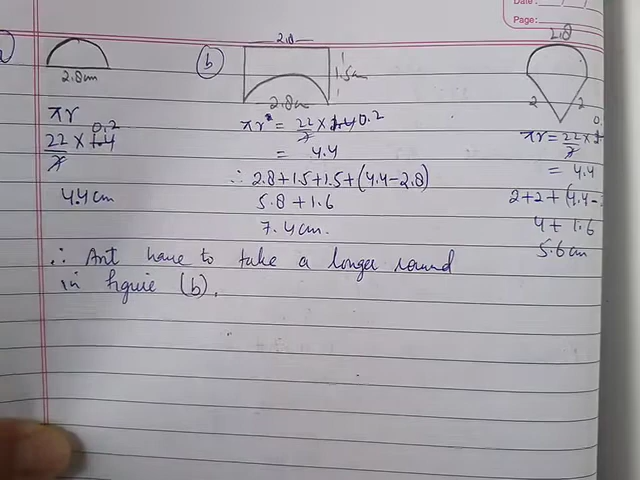 Date:
Page:
a)
2.8cm
πr
22/7 × 1.4 0.2
4.4 cm
(b)
2.8
1.5cm
2.8cm
πr² = 22/7 × 1.4 0.2
= 4.4
∴ 2.8+1.5+1.5+(4.4-2.8)
5.8+1.6
7.4cm.
2.8
2 2
πr = 22/7 ×
= 4.4
2+2+(4.4-
4+1.6
5.6cm
∴ Ant have to take a longer round
in figuie (b).